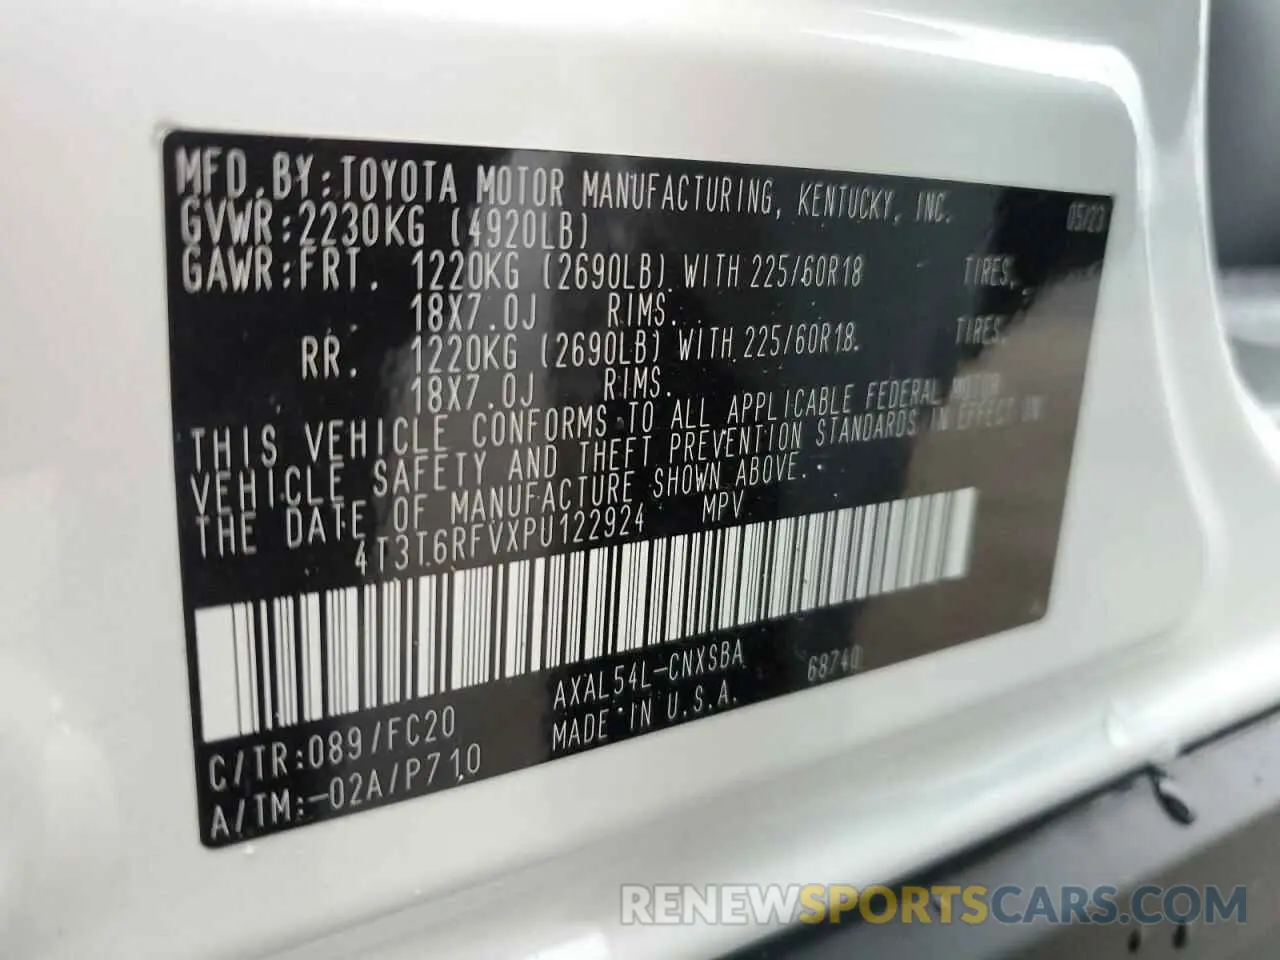 MFD.BY:TOYOTA MOTOR MANUFACTURING, KENTUCKY, INC. 05/23
GVWR:2230KG (4920LB)
GAWR:FRT. 1220KG (2690LB) WITH 225/60R18 TIRES.
18X7.0J RIMS.
RR. 1220KG (2690LB) WITH 225/60R18. TIRES.
18X7.0J RIMS.
THIS VEHICLE CONFORMS TO ALL APPLICABLE FEDERAL MOTOR
VEHICLE SAFETY AND THEFT PREVENTION STANDARDS IN EFFECT ON
THE DATE OF MANUFACTURE SHOWN ABOVE.
4T3T6RFVXPU122924 MPV
AXAL54L-CNXSBA 68740
C/TR:089/FC20 MADE IN U.S.A.
A/TM:-02A/P710
RENEWSPORTSCARS.COM